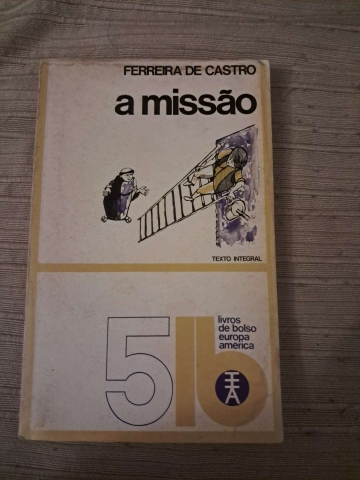 FERREIRA DE CASTRO
a missão
TEXTO INTEGRAL
5
livros
de bolso
europa
américa